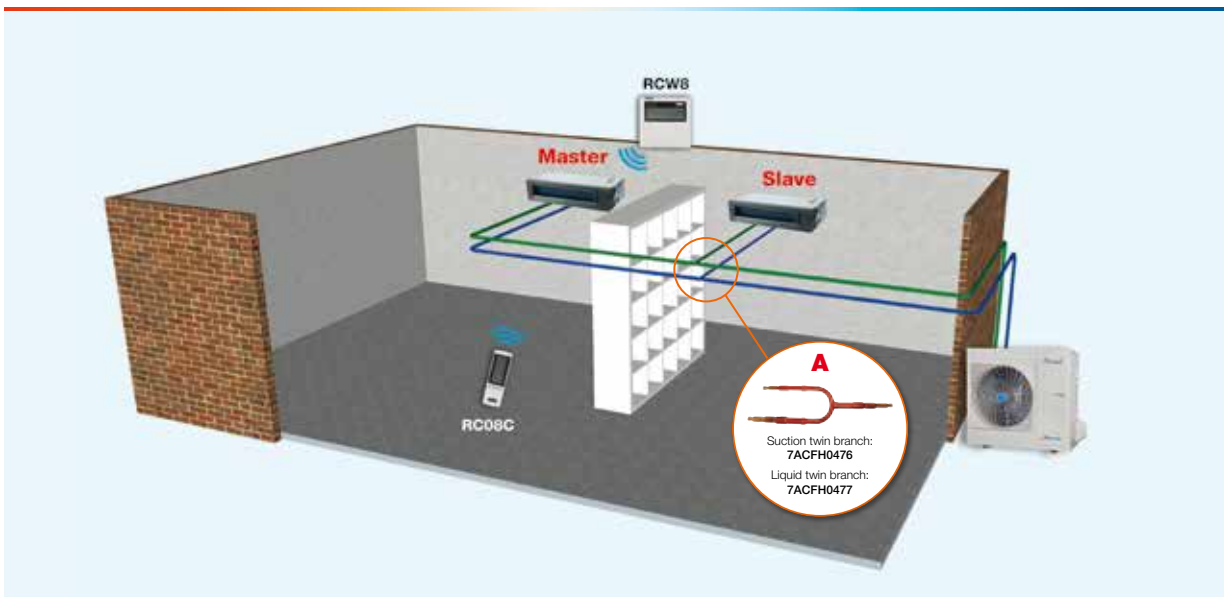 RCW8
Master
Slave
RC08C
A
Suction twin branch:
7ACFH0476
Liquid twin branch:
7ACFH0477